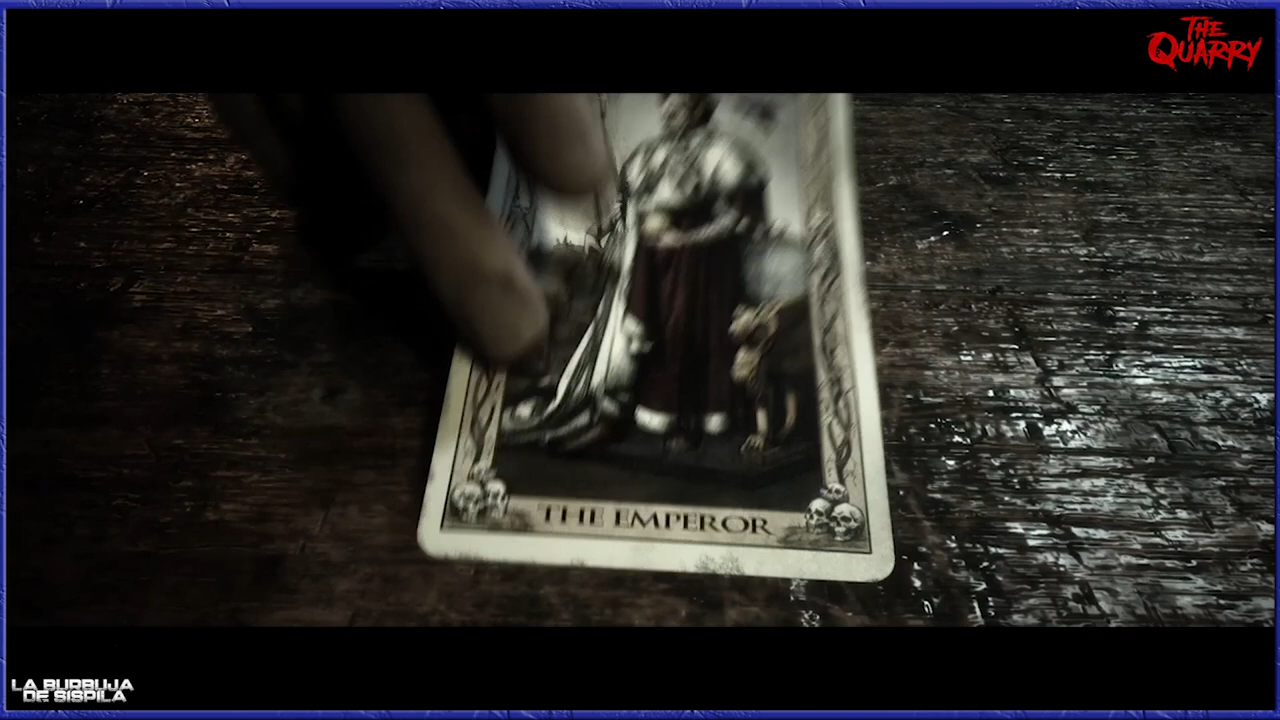 THE
QUARRY
THE EMPEROR
LA BURBUJA
DE SISPILA